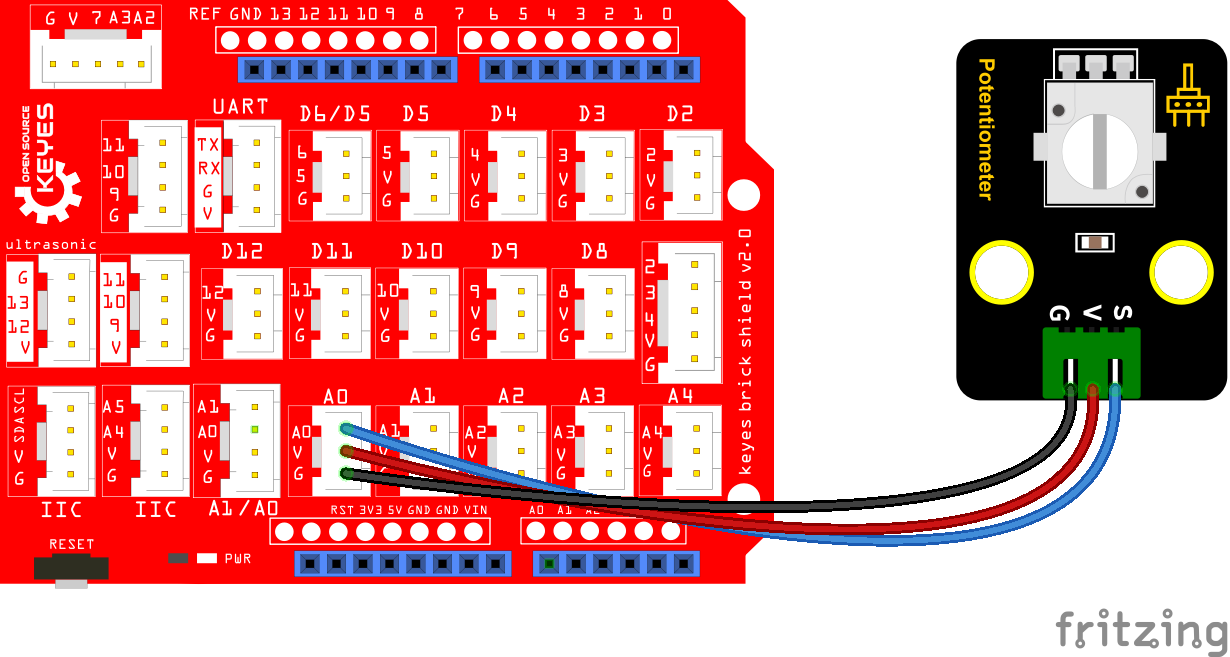 G V 7 A3 A2
REF GND 13 12 11 10 9 8
7 6 5 4 3 2 1 0
OPEN SOURCE
KEYES
UART
D6/D5
D5
D4
D3
D2
11
10
9
G
TX
RX
G
V
6
5
G
5
V
G
4
V
G
3
V
G
2
V
G
ultrasonic
D12
D11
D10
D9
D8
G
13
12
V
11
10
9
V
12
V
G
11
V
G
10
V
G
9
V
G
8
V
G
2
3
4
V
G
keyes brick shield v2.0
A0
A1
A2
A3
A4
SCL
SDA
V
G
A5
A4
V
G
A1
A0
V
G
A0
V
G
A1
V
G
A2
V
G
A3
V
G
A4
V
G
IIC
IIC
A1/A0
RST 3V3 5V GND GND VIN
A0 A1
RESET
PWR
Potentiometer
G V S
fritzing